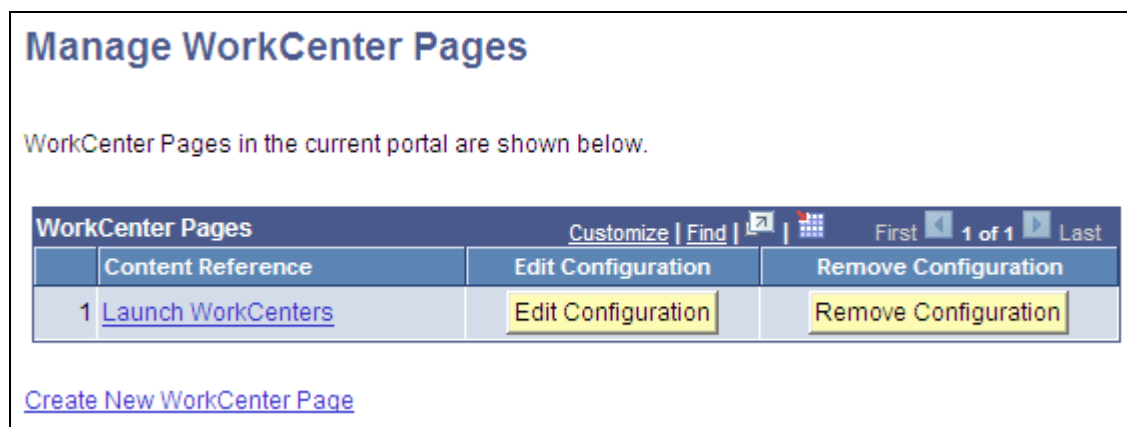 Manage WorkCenter Pages
WorkCenter Pages in the current portal are shown below.
WorkCenter Pages Customize | Find | | First 1 of 1 Last
Content Reference Edit Configuration Remove Configuration
1 Launch WorkCenters Edit Configuration Remove Configuration
Create New WorkCenter Page